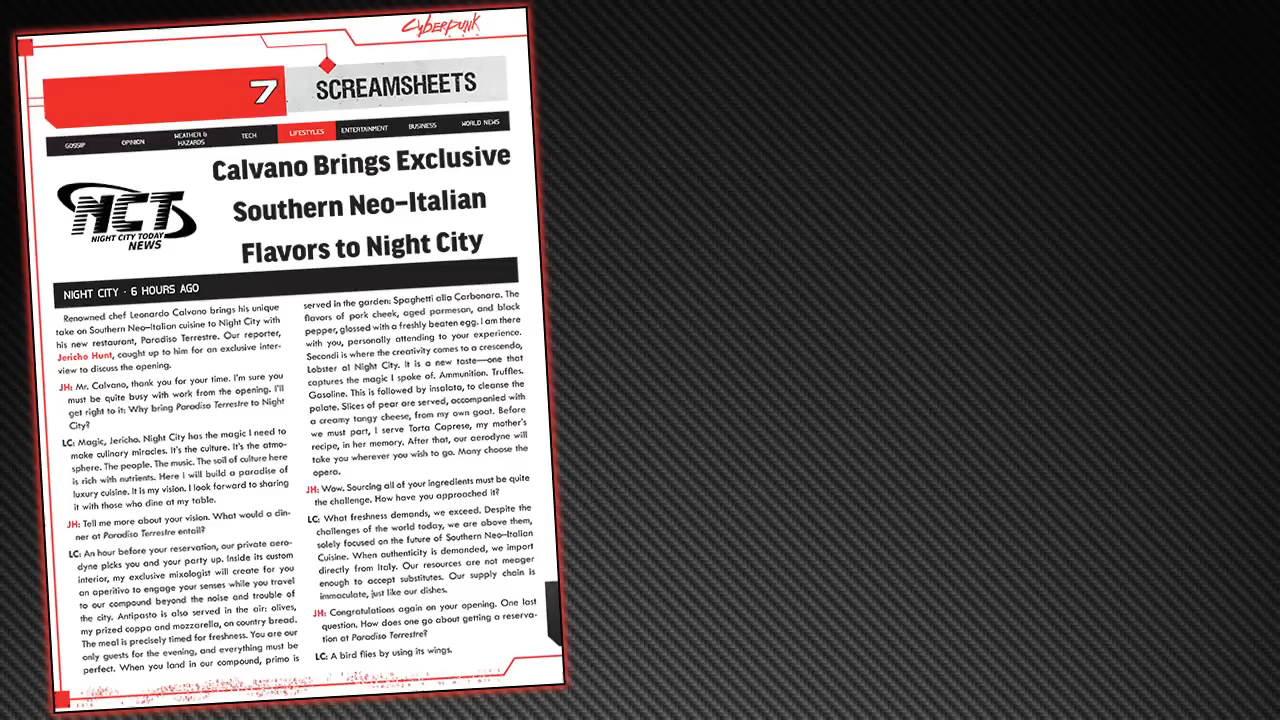 Cyberpunk
7
SCREAMSHEETS
GOSSIP
OPINION
WEATHER &
HAZARDS
TECH
LIFESTYLES
ENTERTAINMENT
BUSINESS
WORLD NEWS
NCT
NIGHT CITY TODAY
NEWS
Calvano Brings Exclusive
Southern Neo-Italian
Flavors to Night City
NIGHT CITY · 6 HOURS AGO
Renowned chef Leonardo Calvano brings his unique
take on Southern Neo-Italian cuisine to Night City with
his new restaurant, Paradiso Terrestre. Our reporter,
Jericho Hunt, caught up to him for an exclusive inter-
view to discuss the opening.
JH: Mr. Calvano, thank you for your time. I'm sure you
must be quite busy with work from the opening. I'll
get right to it: Why bring Paradiso Terrestre to Night
City?
LC: Magic, Jericho. Night City has the magic I need to
make culinary miracles. It's the culture. It's the atmo-
sphere. The people. The music. The soil of culture here
is rich with nutrients. Here I will build a paradise of
luxury cuisine. It is my vision. I look forward to sharing
it with those who dine at my table.
JH: Tell me more about your vision. What would a din-
ner at Paradiso Terrestre entail?
LC: An hour before your reservation, our private aero-
dyne picks you and your party up. Inside its custom
interior, my exclusive mixologist will create for you
an aperitivo to engage your senses while you travel
to our compound beyond the noise and trouble of
the city. Antipasto is also served in the air: olives,
my prized coppa and mozzarella, on country bread.
The meal is precisely timed for freshness. You are our
only guests for the evening, and everything must be
perfect. When you land in our compound, primo is
served in the garden: Spaghetti alla Carbonara. The
flavors of pork cheek, aged parmesan, and black
pepper, glossed with a freshly beaten egg. I am there
with you, personally attending to your experience.
Secondi is where the creativity comes to a crescendo,
Lobster al Night City. It is a new taste—one that
captures the magic I spoke of. Ammunition. Truffles.
Gasoline. This is followed by insalata, to cleanse the
palate. Slices of pear are served, accompanied with
a creamy tangy cheese, from my own goat. Before
we must part, I serve Torta Caprese, my mother's
recipe, in her memory. After that, our aerodyne will
take you wherever you wish to go. Many choose the
opera.
JH: Wow. Sourcing all of your ingredients must be quite
the challenge. How have you approached it?
LC: What freshness demands, we exceed. Despite the
challenges of the world today, we are above them,
solely focused on the future of Southern Neo-Italian
Cuisine. When authenticity is demanded, we import
directly from Italy. Our resources are not meager
enough to accept substitutes. Our supply chain is
immaculate, just like our dishes.
JH: Congratulations again on your opening. One last
question. How does one go about getting a reserva-
tion at Paradiso Terrestre?
LC: A bird flies by using its wings.